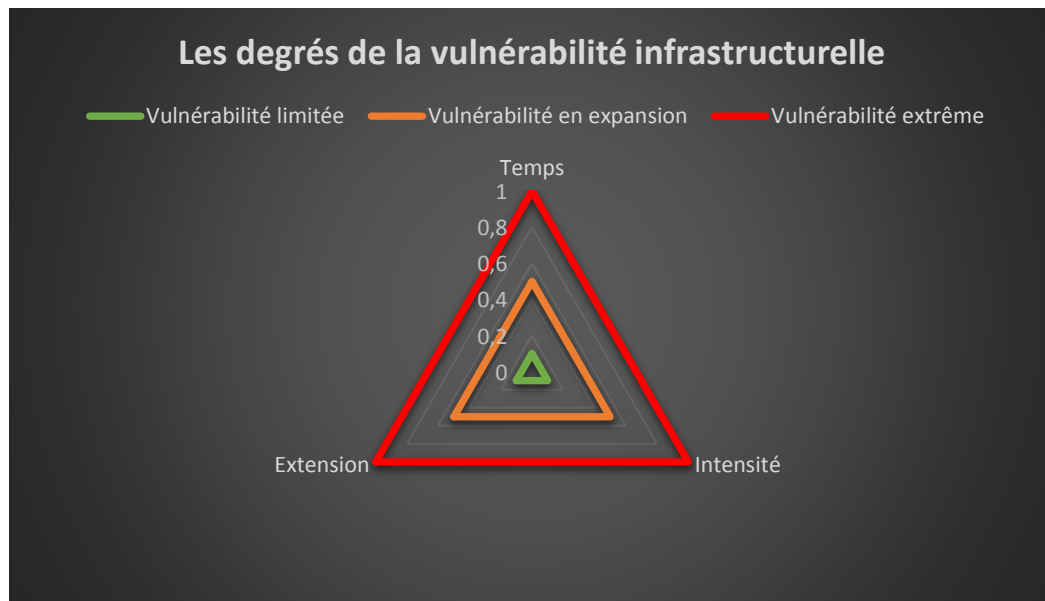 Les degrés de la vulnérabilité infrastructurelle
Vulnérabilité limitée Vulnérabilité en expansion Vulnérabilité extrême
Temps
1
0,8
0,6
0,4
0,2
0
Extension Intensité